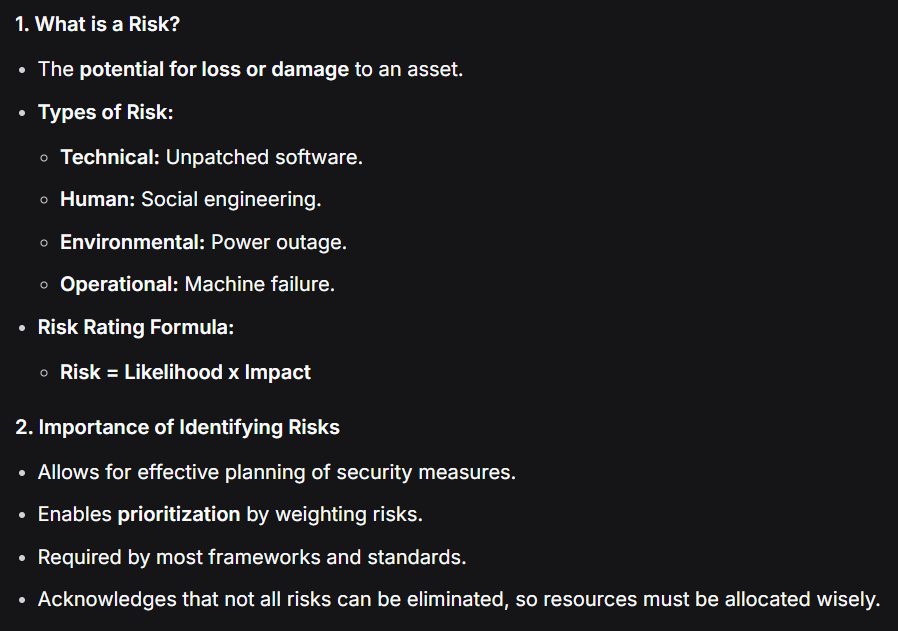 1. What is a Risk?
• The potential for loss or damage to an asset.
• Types of Risk:
◦ Technical: Unpatched software.
◦ Human: Social engineering.
◦ Environmental: Power outage.
◦ Operational: Machine failure.
• Risk Rating Formula:
◦ Risk = Likelihood x Impact
2. Importance of Identifying Risks
• Allows for effective planning of security measures.
• Enables prioritization by weighting risks.
• Required by most frameworks and standards.
• Acknowledges that not all risks can be eliminated, so resources must be allocated wisely.